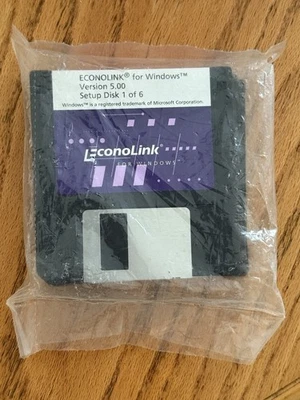 ECONOLINK® for Windows™
Version 5.00
Setup Disk 1 of 6
Windows™ is a registered trademark of Microsoft Corporation.
ECONOLINK®
FOR WINDOWS™